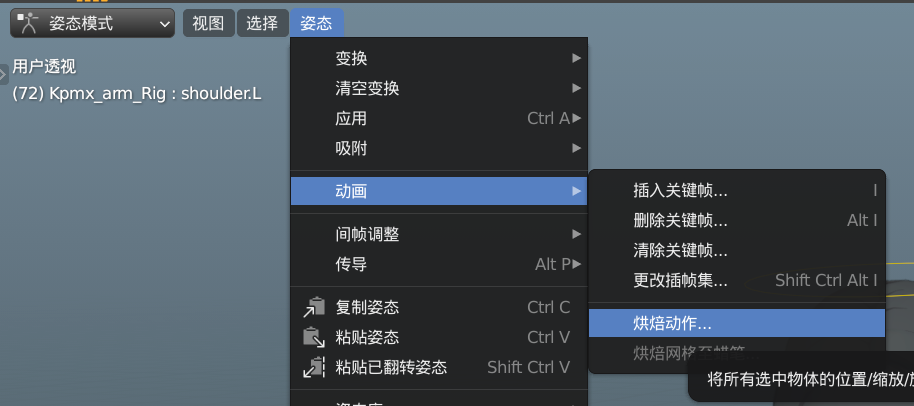 姿态模式 视图 选择 姿态
用户透视
(72) Kpmx_arm_Rig : shoulder.L
变换
清空变换
应用 Ctrl A
吸附
动画
间帧调整
传导 Alt P
复制姿态 Ctrl C
粘贴姿态 Ctrl V
粘贴已翻转姿态 Shift Ctrl V
插入关键帧... I
删除关键帧... Alt I
清除关键帧...
更改插帧集... Shift Ctrl Alt I
烘焙动作...
烘焙网格至蜡笔...
将所有选中物体的位置/缩放/